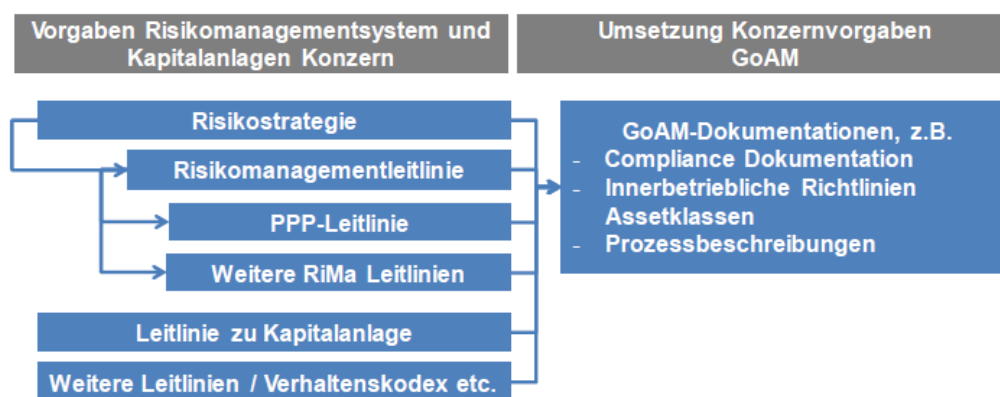 Vorgaben Risikomanagementsystem und
Kapitalanlagen Konzern
Umsetzung Konzernvorgaben
GoAM
Risikostrategie
Risikomanagementleitlinie
PPP-Leitlinie
Weitere RiMa Leitlinien
Leitlinie zu Kapitalanlage
Weitere Leitlinien / Verhaltenskodex etc.
GoAM-Dokumentationen, z.B.
- Compliance Dokumentation
- Innerbetriebliche Richtlinien
Assetklassen
- Prozessbeschreibungen